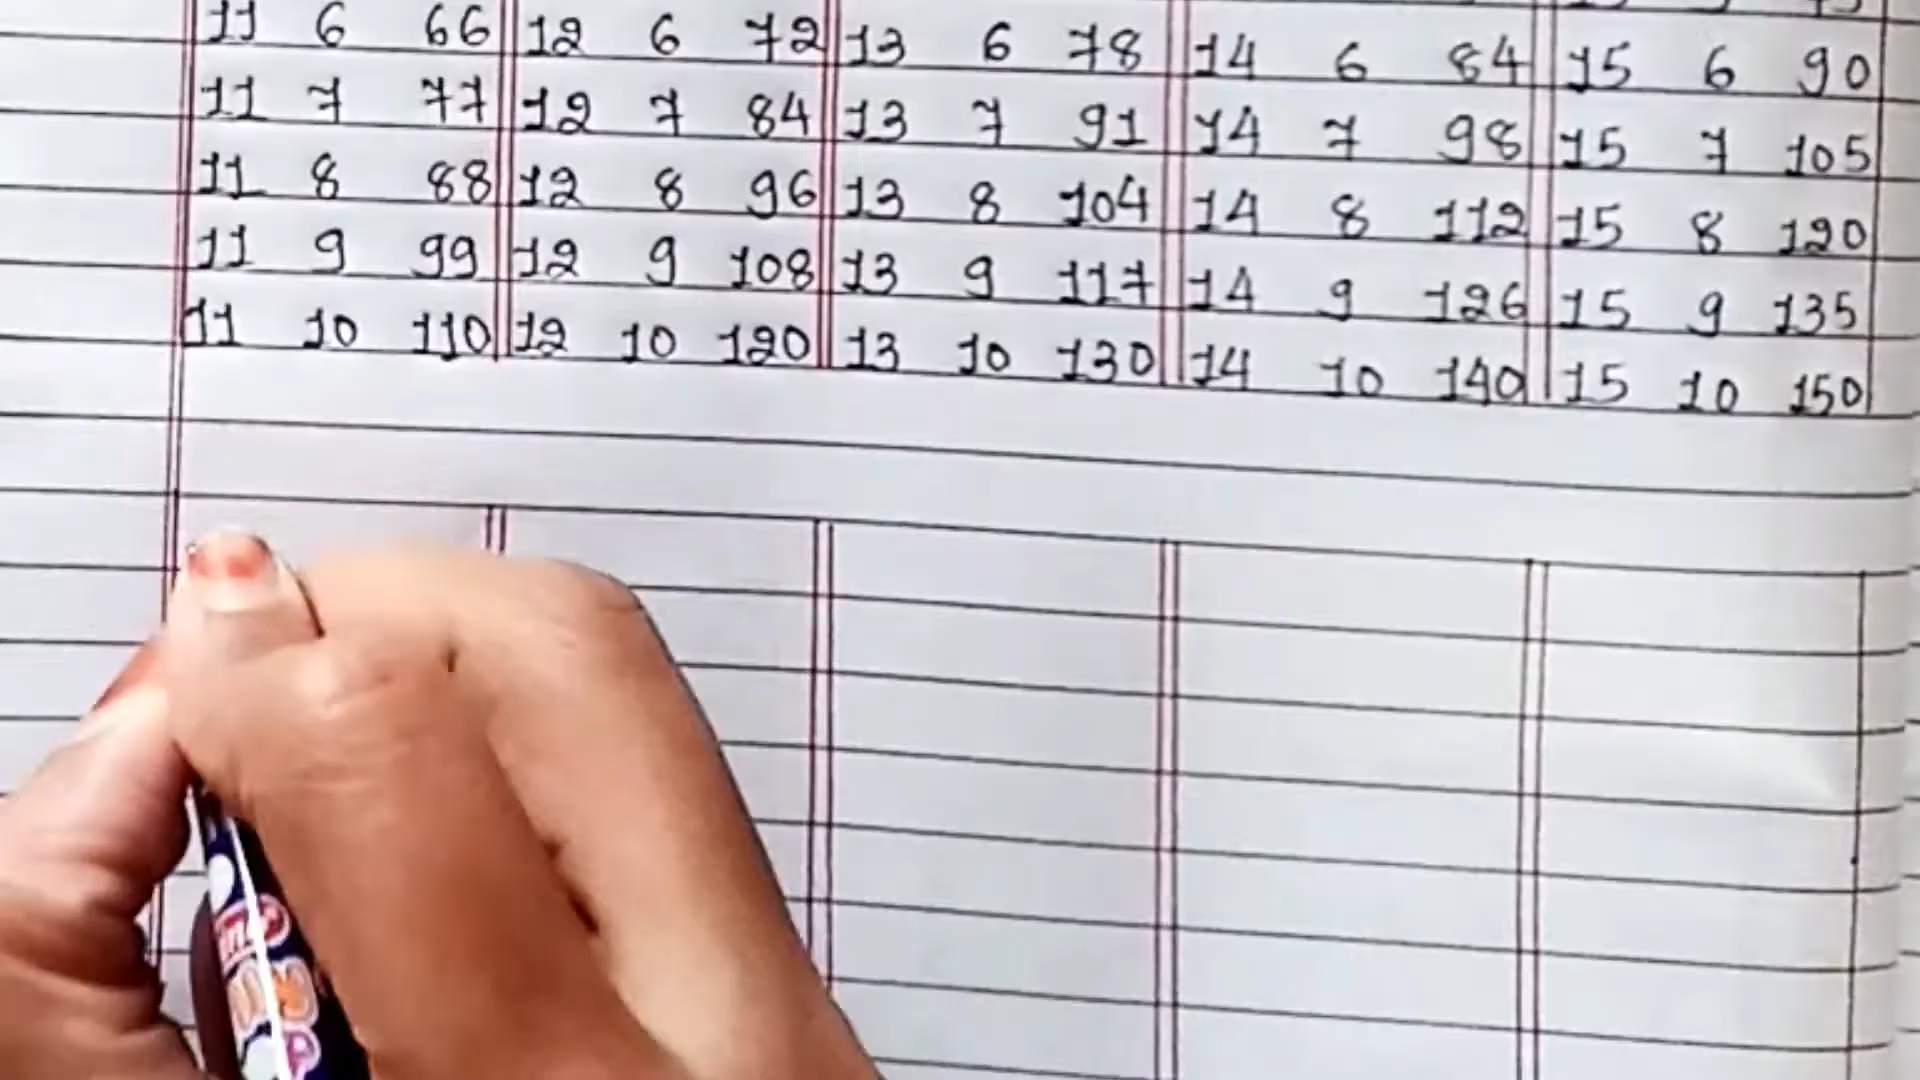 11 6 66 12 6 72 13 6 78 14 6 84 15 6 90
11 7 77 12 7 84 13 7 91 14 7 98 15 7 105
11 8 88 12 8 96 13 8 104 14 8 112 15 8 120
11 9 99 12 9 108 13 9 117 14 9 126 15 9 135
11 10 110 12 10 120 13 10 130 14 10 140 15 10 150